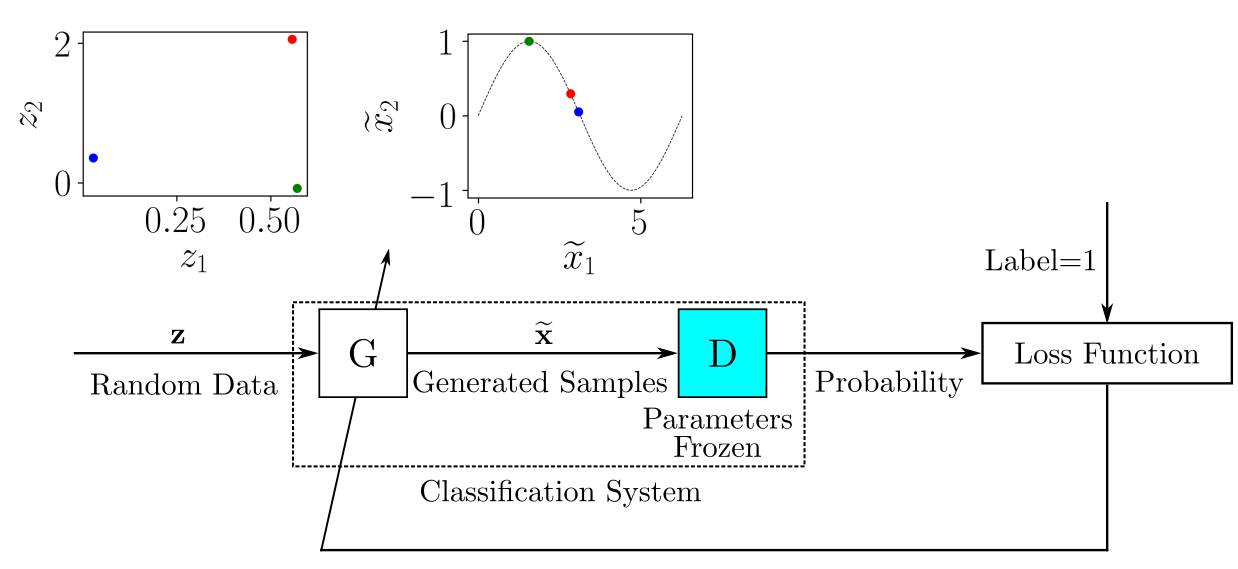 2
0
z₂
0.25 0.50
z₁
1
0
−1
x̃₂
0 5
x̃₁
Label=1
z
G
x̃
D
Loss Function
Random Data
Generated Samples
Probability
Parameters
Frozen
Classification System